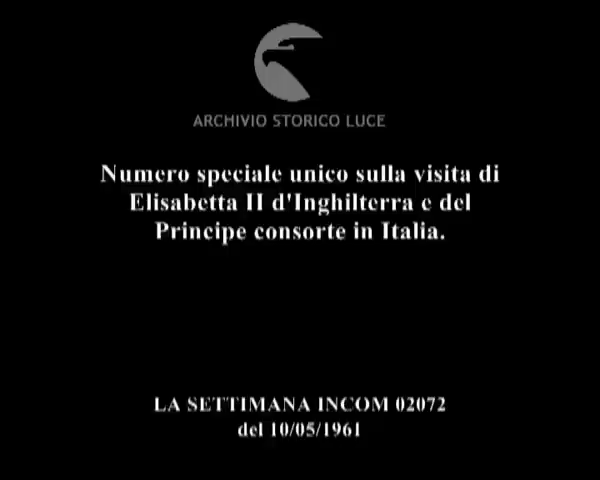 ARCHIVIO STORICO LUCE
Numero speciale unico sulla visita di
Elisabetta II d'Inghilterra e del
Principe consorte in Italia.
LA SETTIMANA INCOM 02072
del 10/05/1961